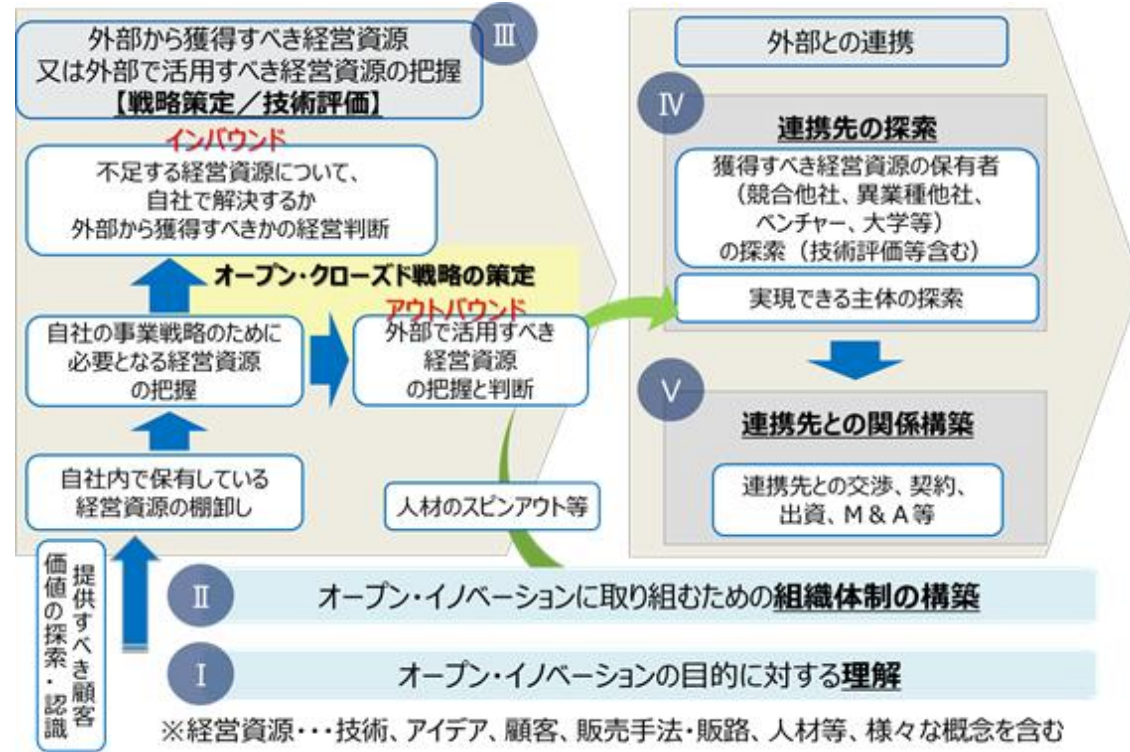 外部から獲得すべき経営資源
又は外部で活用すべき経営資源の把握
【戦略策定／技術評価】
Ⅲ
インバウンド
不足する経営資源について、
自社で解決するか
外部から獲得すべきかの経営判断
オープン・クローズド戦略の策定
自社の事業戦略のために
必要となる経営資源
の把握
アウトバウンド
外部で活用すべき
経営資源
の把握と判断
自社内で保有している
経営資源の棚卸し
人材のスピンアウト等
提供すべき顧客
価値の探索・認識
外部との連携
Ⅳ
連携先の探索
獲得すべき経営資源の保有者
（競合他社、異業種他社、
ベンチャー、大学等）
の探索（技術評価等含む）
実現できる主体の探索
Ⅴ
連携先との関係構築
連携先との交渉、契約、
出資、Ｍ＆Ａ等
Ⅱ
オープン・イノベーションに取り組むための組織体制の構築
Ⅰ
オープン・イノベーションの目的に対する理解
※経営資源・・・技術、アイデア、顧客、販売手法・販路、人材等、様々な概念を含む